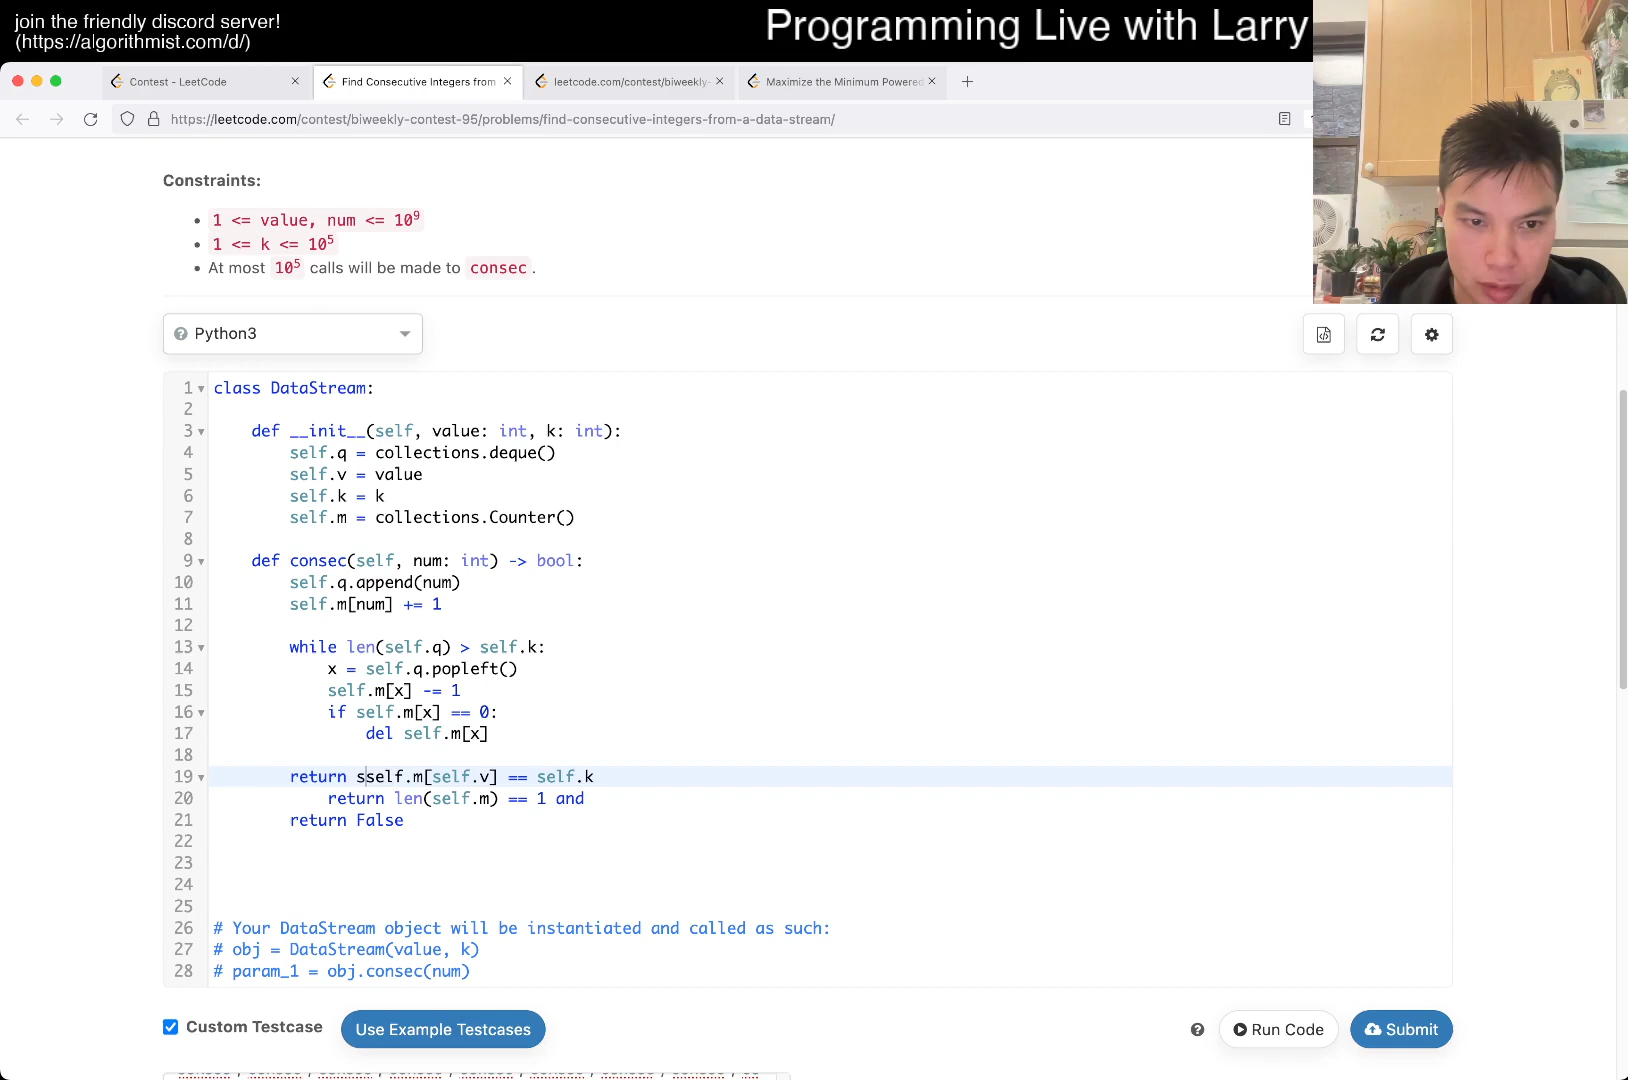 join the friendly discord server!
(https://algorithmist.com/d/)
Programming Live with Larry
Contest - LeetCode
Find Consecutive Integers from
leetcode.com/contest/biweekly-
Maximize the Minimum Powered
https://leetcode.com/contest/biweekly-contest-95/problems/find-consecutive-integers-from-a-data-stream/
Constraints:
1 <= value, num <= 10⁹
1 <= k <= 10⁵
At most 10⁵ calls will be made to consec.
Python3
1 class DataStream:
2
3 def __init__(self, value: int, k: int):
4 self.q = collections.deque()
5 self.v = value
6 self.k = k
7 self.m = collections.Counter()
8
9 def consec(self, num: int) -> bool:
10 self.q.append(num)
11 self.m[num] += 1
12
13 while len(self.q) > self.k:
14 x = self.q.popleft()
15 self.m[x] -= 1
16 if self.m[x] == 0:
17 del self.m[x]
18
19 return sself.m[self.v] == self.k
20 return len(self.m) == 1 and
21 return False
22
23
24
25
26 # Your DataStream object will be instantiated and called as such:
27 # obj = DataStream(value, k)
28 # param_1 = obj.consec(num)
Custom Testcase
Use Example Testcases
Run Code
Submit